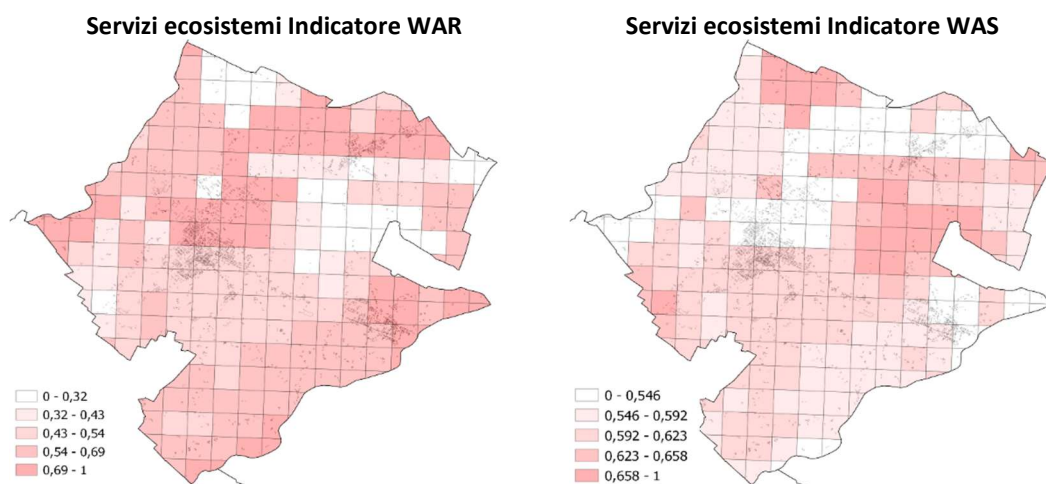 Servizi ecosistemi Indicatore WAR
Servizi ecosistemi Indicatore WAS
0 - 0,32
0,32 - 0,43
0,43 - 0,54
0,54 - 0,69
0,69 - 1
0 - 0,546
0,546 - 0,592
0,592 - 0,623
0,623 - 0,658
0,658 - 1